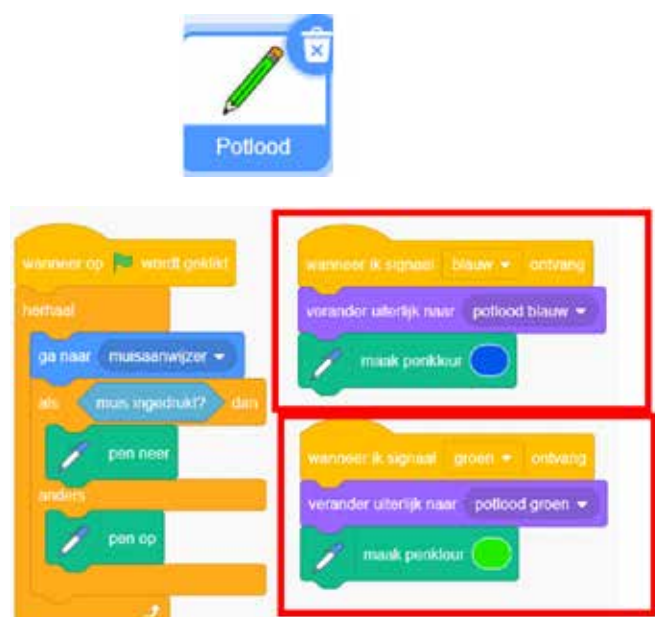 Potlood
wanneer op wordt geklikt
herhaal
ga naar muisaanwijzer
als muis ingedrukt? dan
pen neer
anders
pen op
wanneer ik signaal blauw ontvang
verander uiterlijk naar potlood blauw
maak penkleur
wanneer ik signaal groen ontvang
verander uiterlijk naar potlood groen
maak penkleur